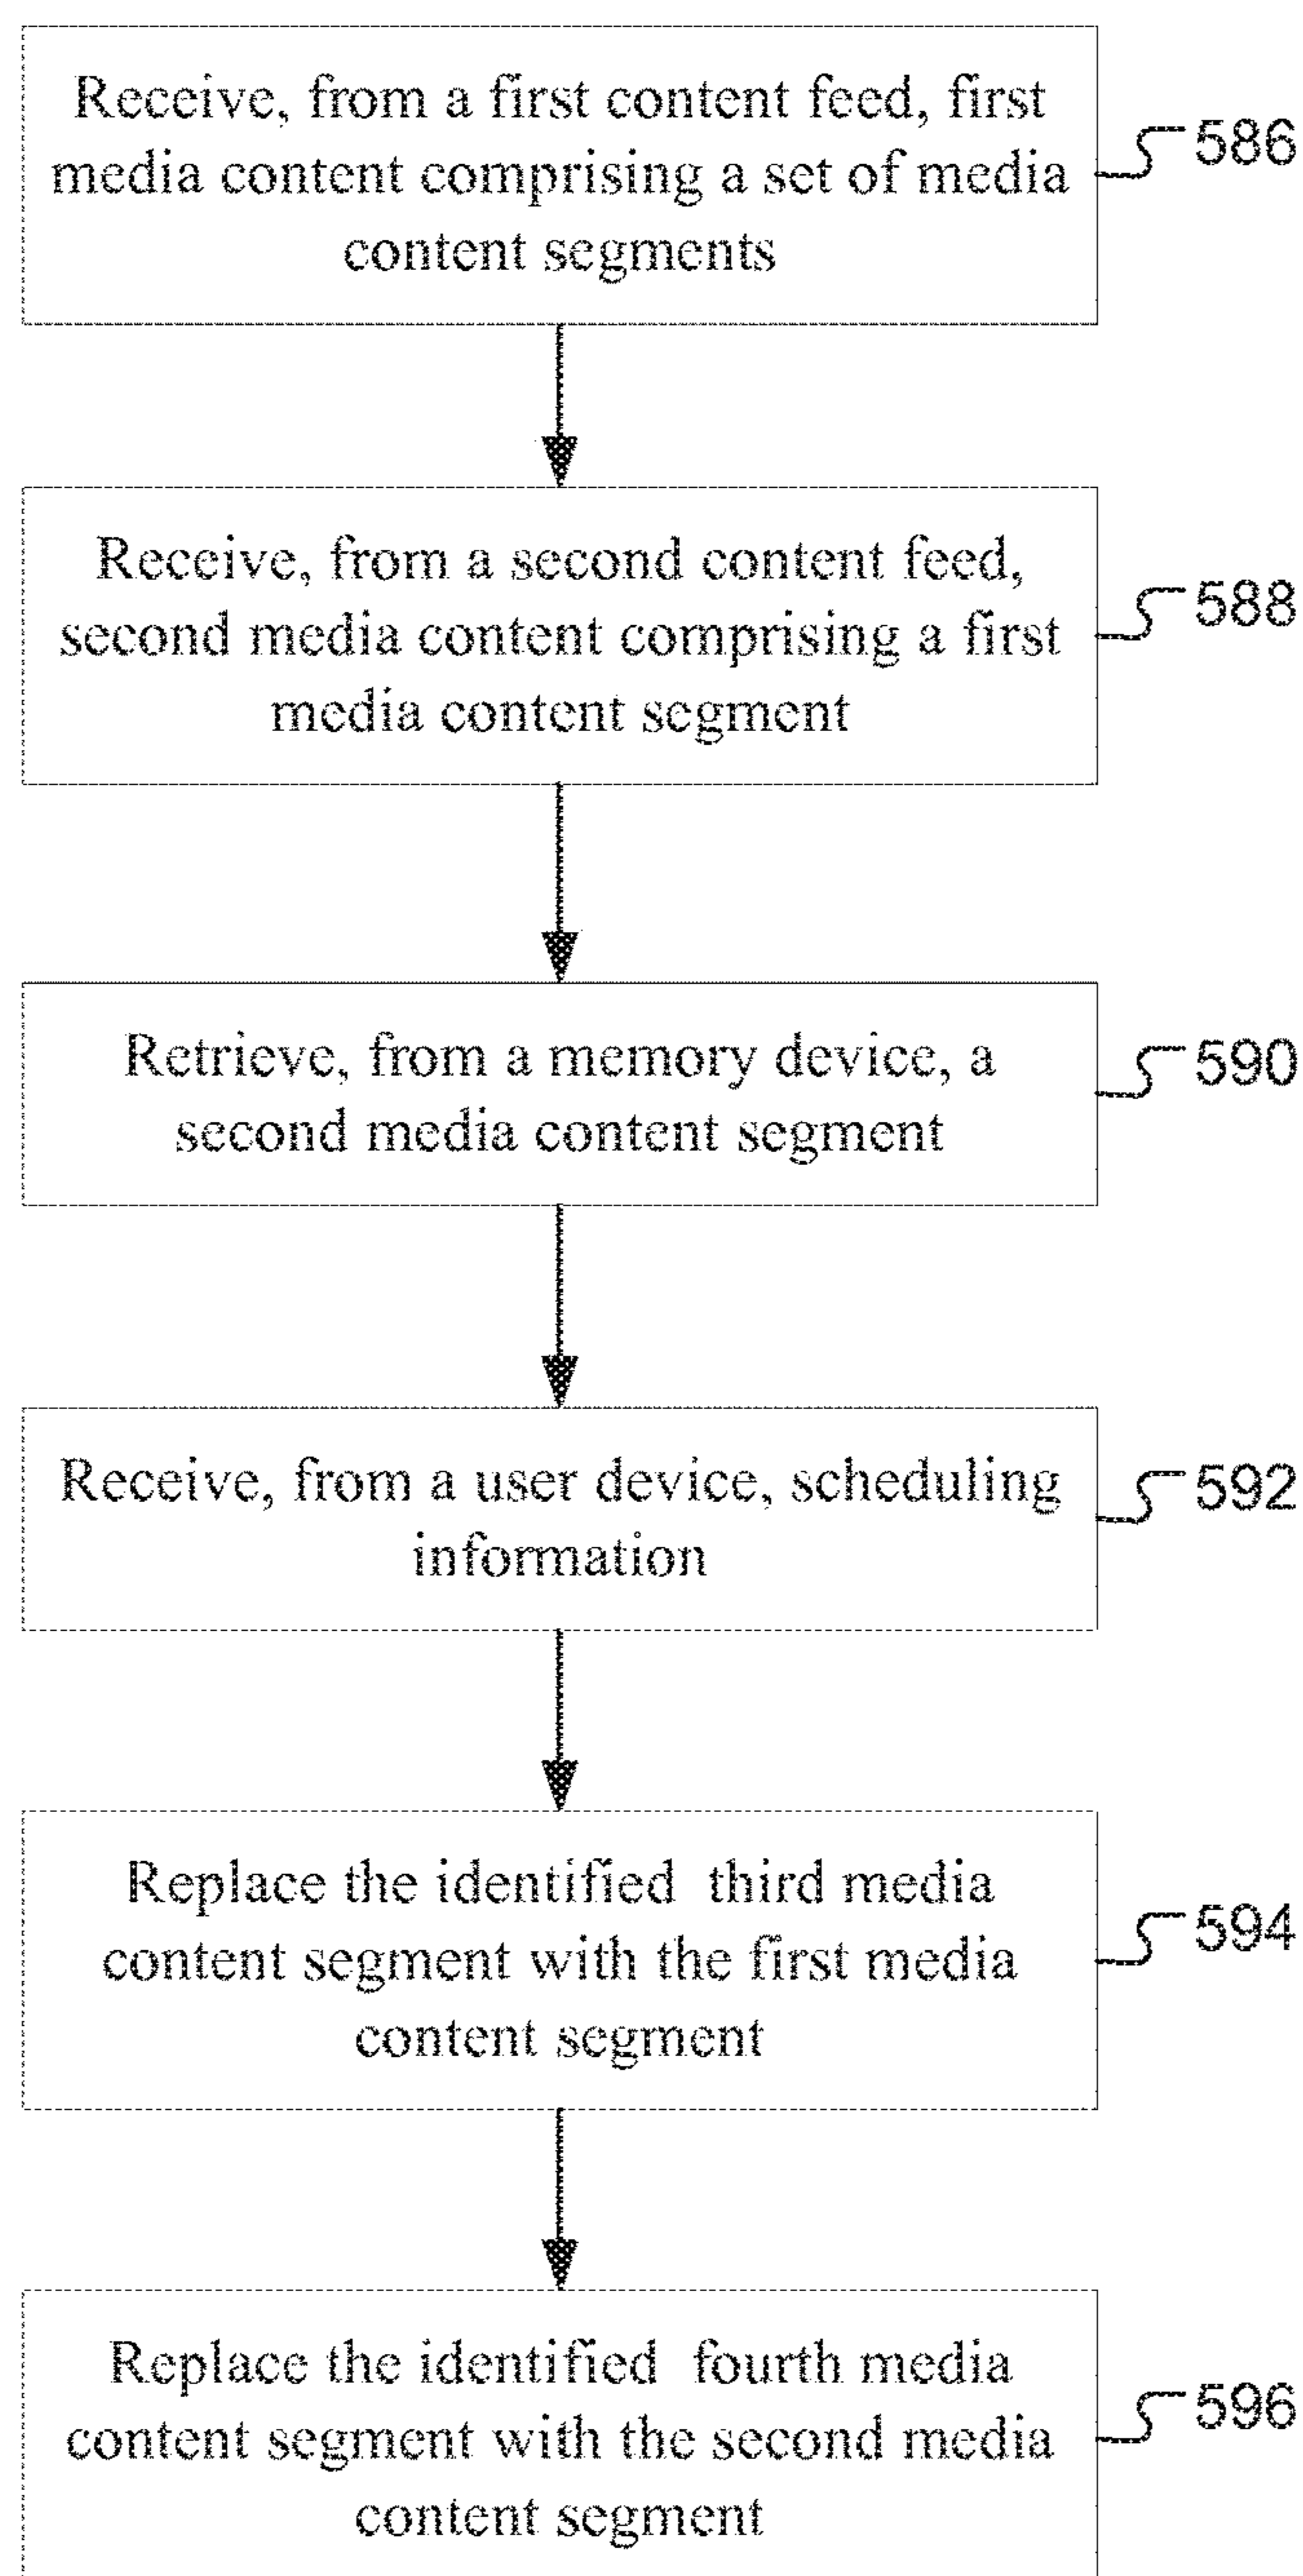 Receive, from a first content feed, first
media content comprising a set of media
content segments
586
Receive, from a second content feed,
second media content comprising a first
media content segment
588
Retrieve, from a memory device, a
second media content segment
590
Receive, from a user device, scheduling
information
592
Replace the identified third media
content segment with the first media
content segment
594
Replace the identified fourth media
content segment with the second media
content segment
596